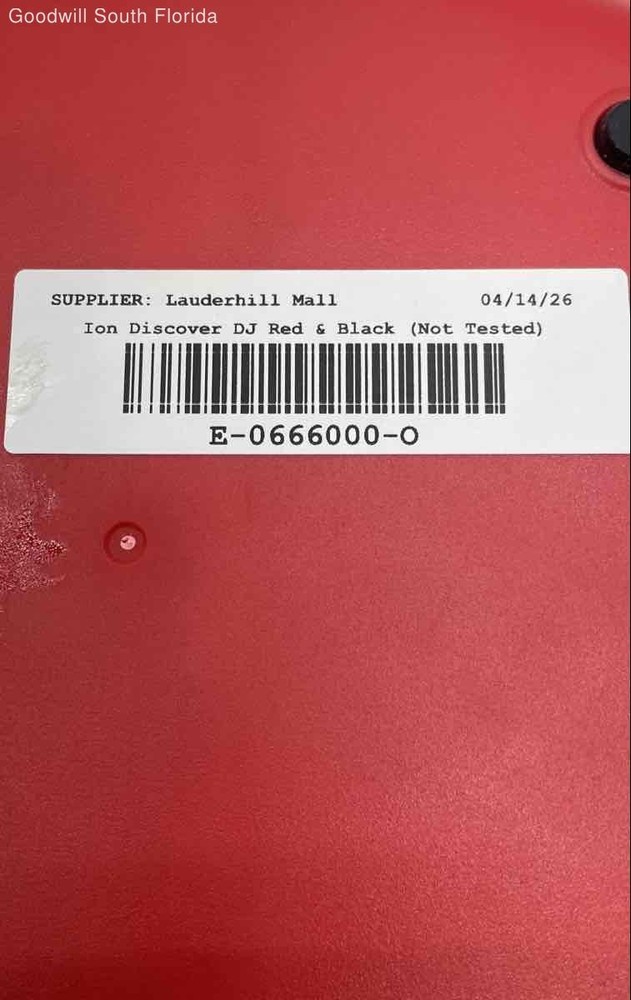 Goodwill South Florida
SUPPLIER: Lauderhill Mall 04/14/26
Ion Discover DJ Red & Black (Not Tested)
E-0666000-O